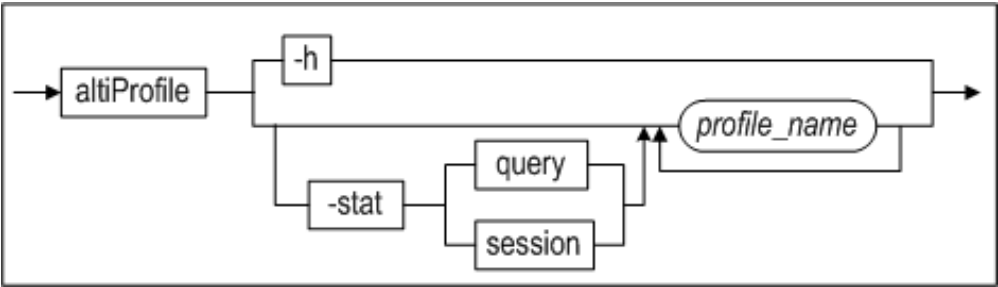 -h
altiProfile
profile_name
query
-stat
session